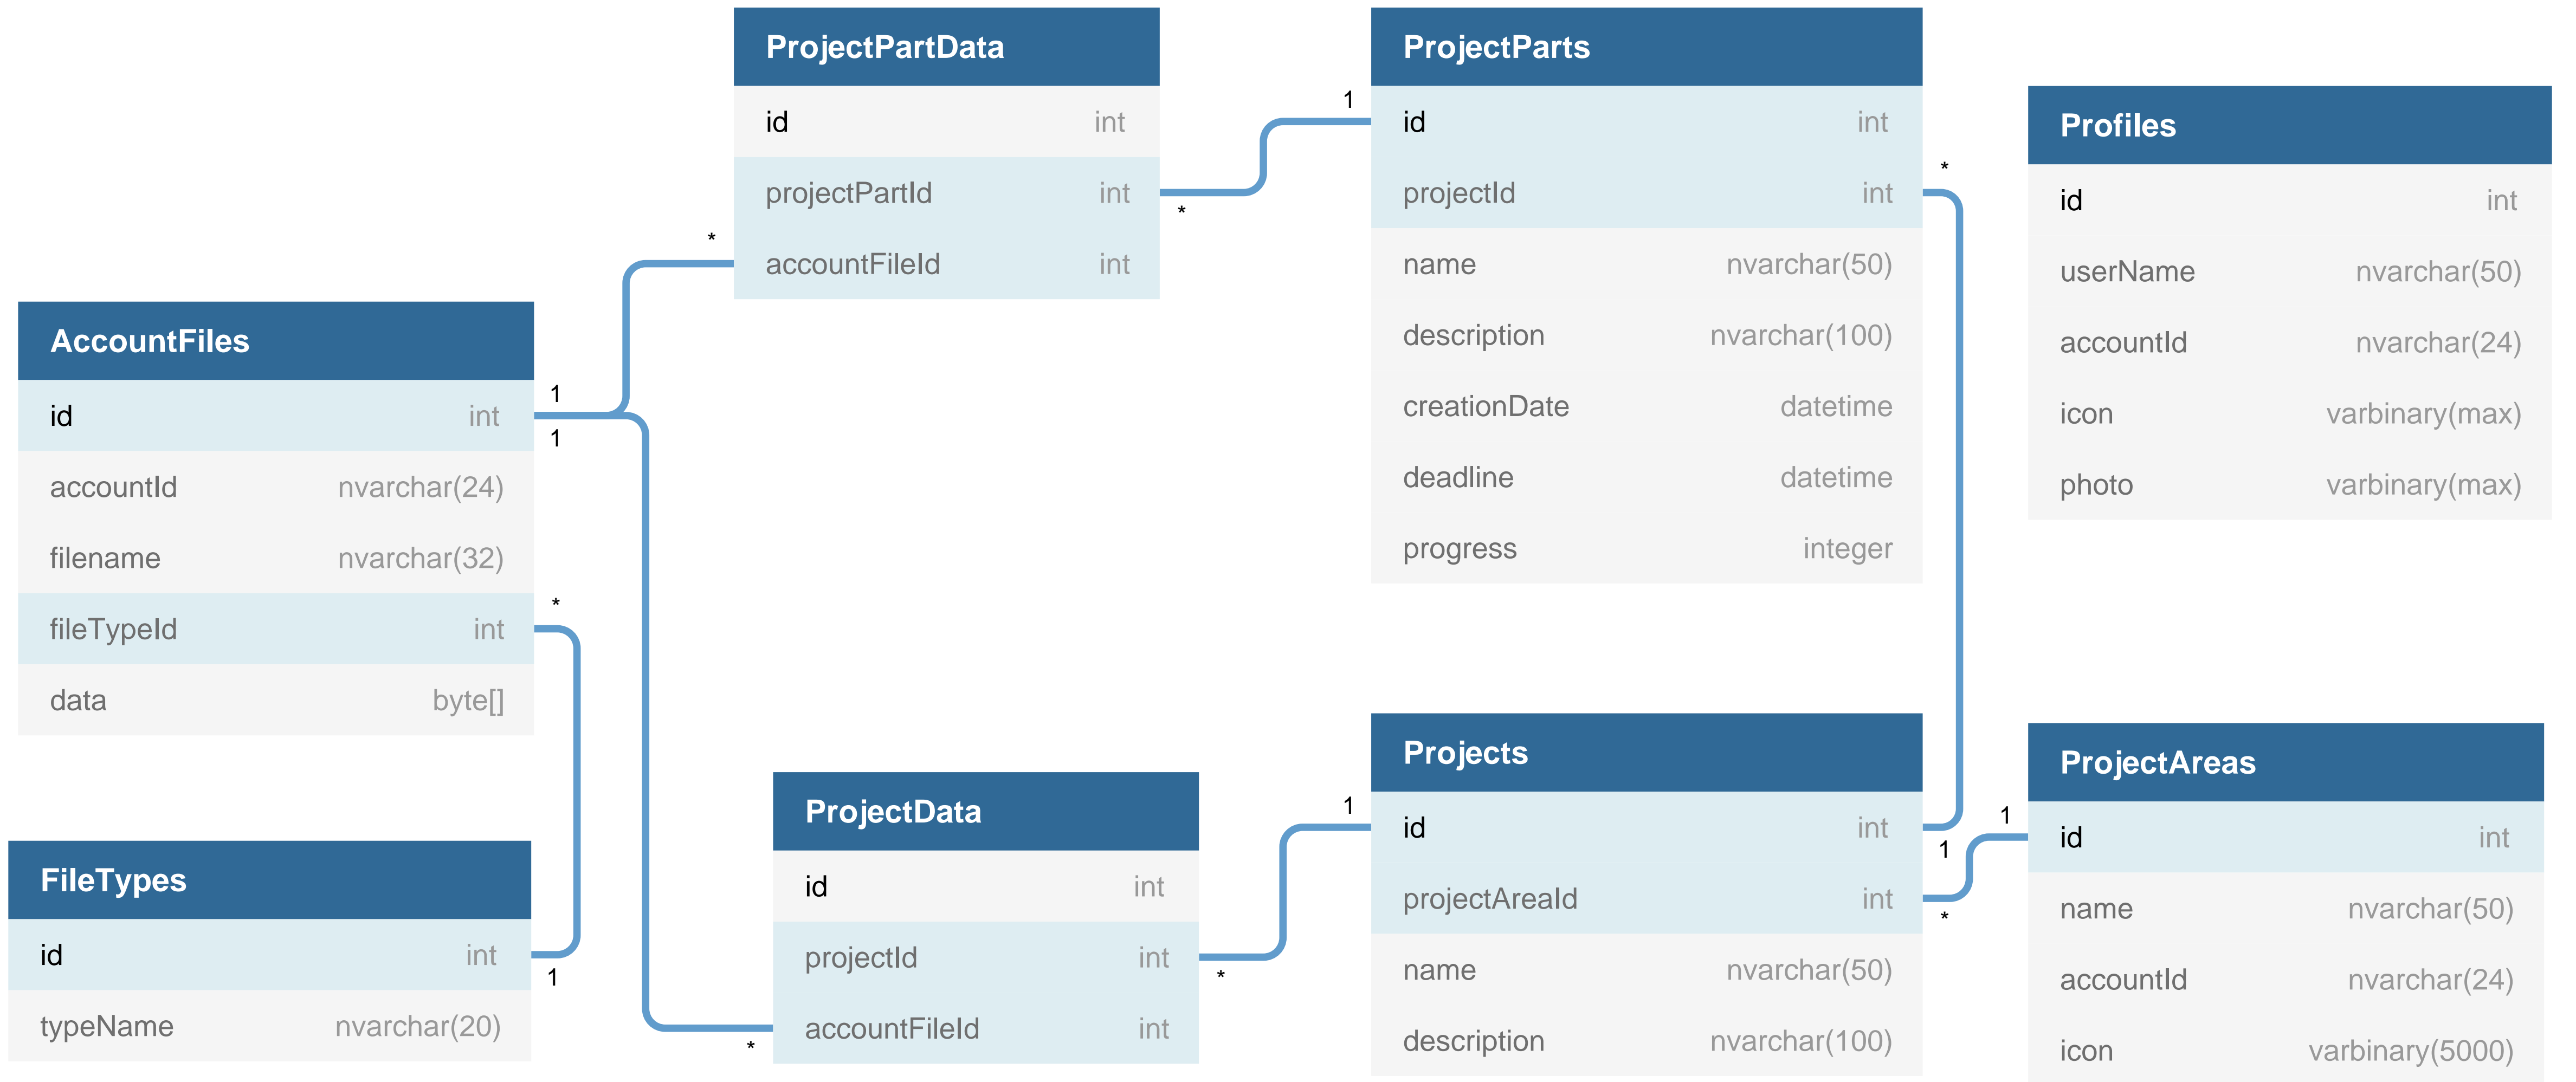 ProjectPartData
id int
projectPartId int
accountFileId int
1
*
*
ProjectParts
id int
projectId int
name nvarchar(50)
description nvarchar(100)
creationDate datetime
deadline datetime
progress integer
*
Profiles
id int
userName nvarchar(50)
accountId nvarchar(24)
icon varbinary(max)
photo varbinary(max)
AccountFiles
id int
accountId nvarchar(24)
filename nvarchar(32)
fileTypeId int
data byte[]
1
1
*
FileTypes
id int
typeName nvarchar(20)
1
ProjectData
id int
projectId int
accountFileId int
*
*
1
Projects
id int
projectAreaId int
name nvarchar(50)
description nvarchar(100)
1
1
*
ProjectAreas
id int
name nvarchar(50)
accountId nvarchar(24)
icon varbinary(5000)